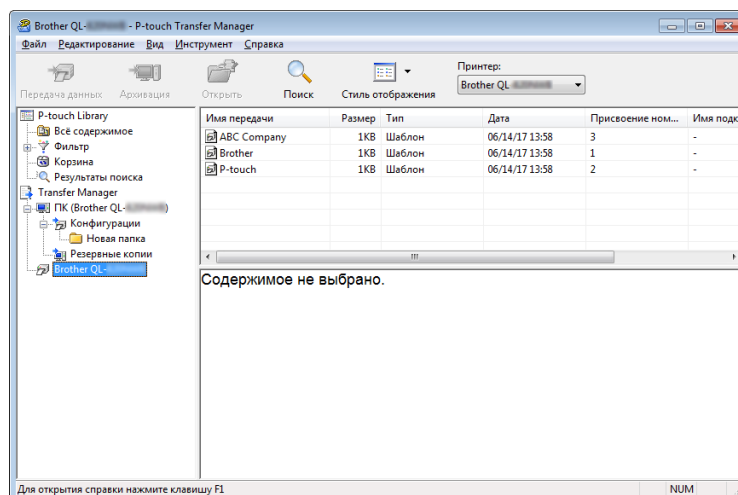 Brother QL- - P-touch Transfer Manager
Файл Редактирование Вид Инструмент Справка
Передача данных Архивация Открыть Поиск Стиль отображения
Принтер:
Brother QL
P-touch Library
Всё содержимое
Фильтр
Корзина
Результаты поиска
Transfer Manager
ПК (Brother QL- )
Конфигурации
Новая папка
Резервные копии
Brother QL-
Имя передачи Размер Тип Дата Присвоение ном... Имя подк
ABC Company 1KB Шаблон 06/14/17 13:58 3 -
Brother 1KB Шаблон 06/14/17 13:58 1 -
P-touch 1KB Шаблон 06/14/17 13:58 2 -
Содержимое не выбрано.
Для открытия справки нажмите клавишу F1
NUM